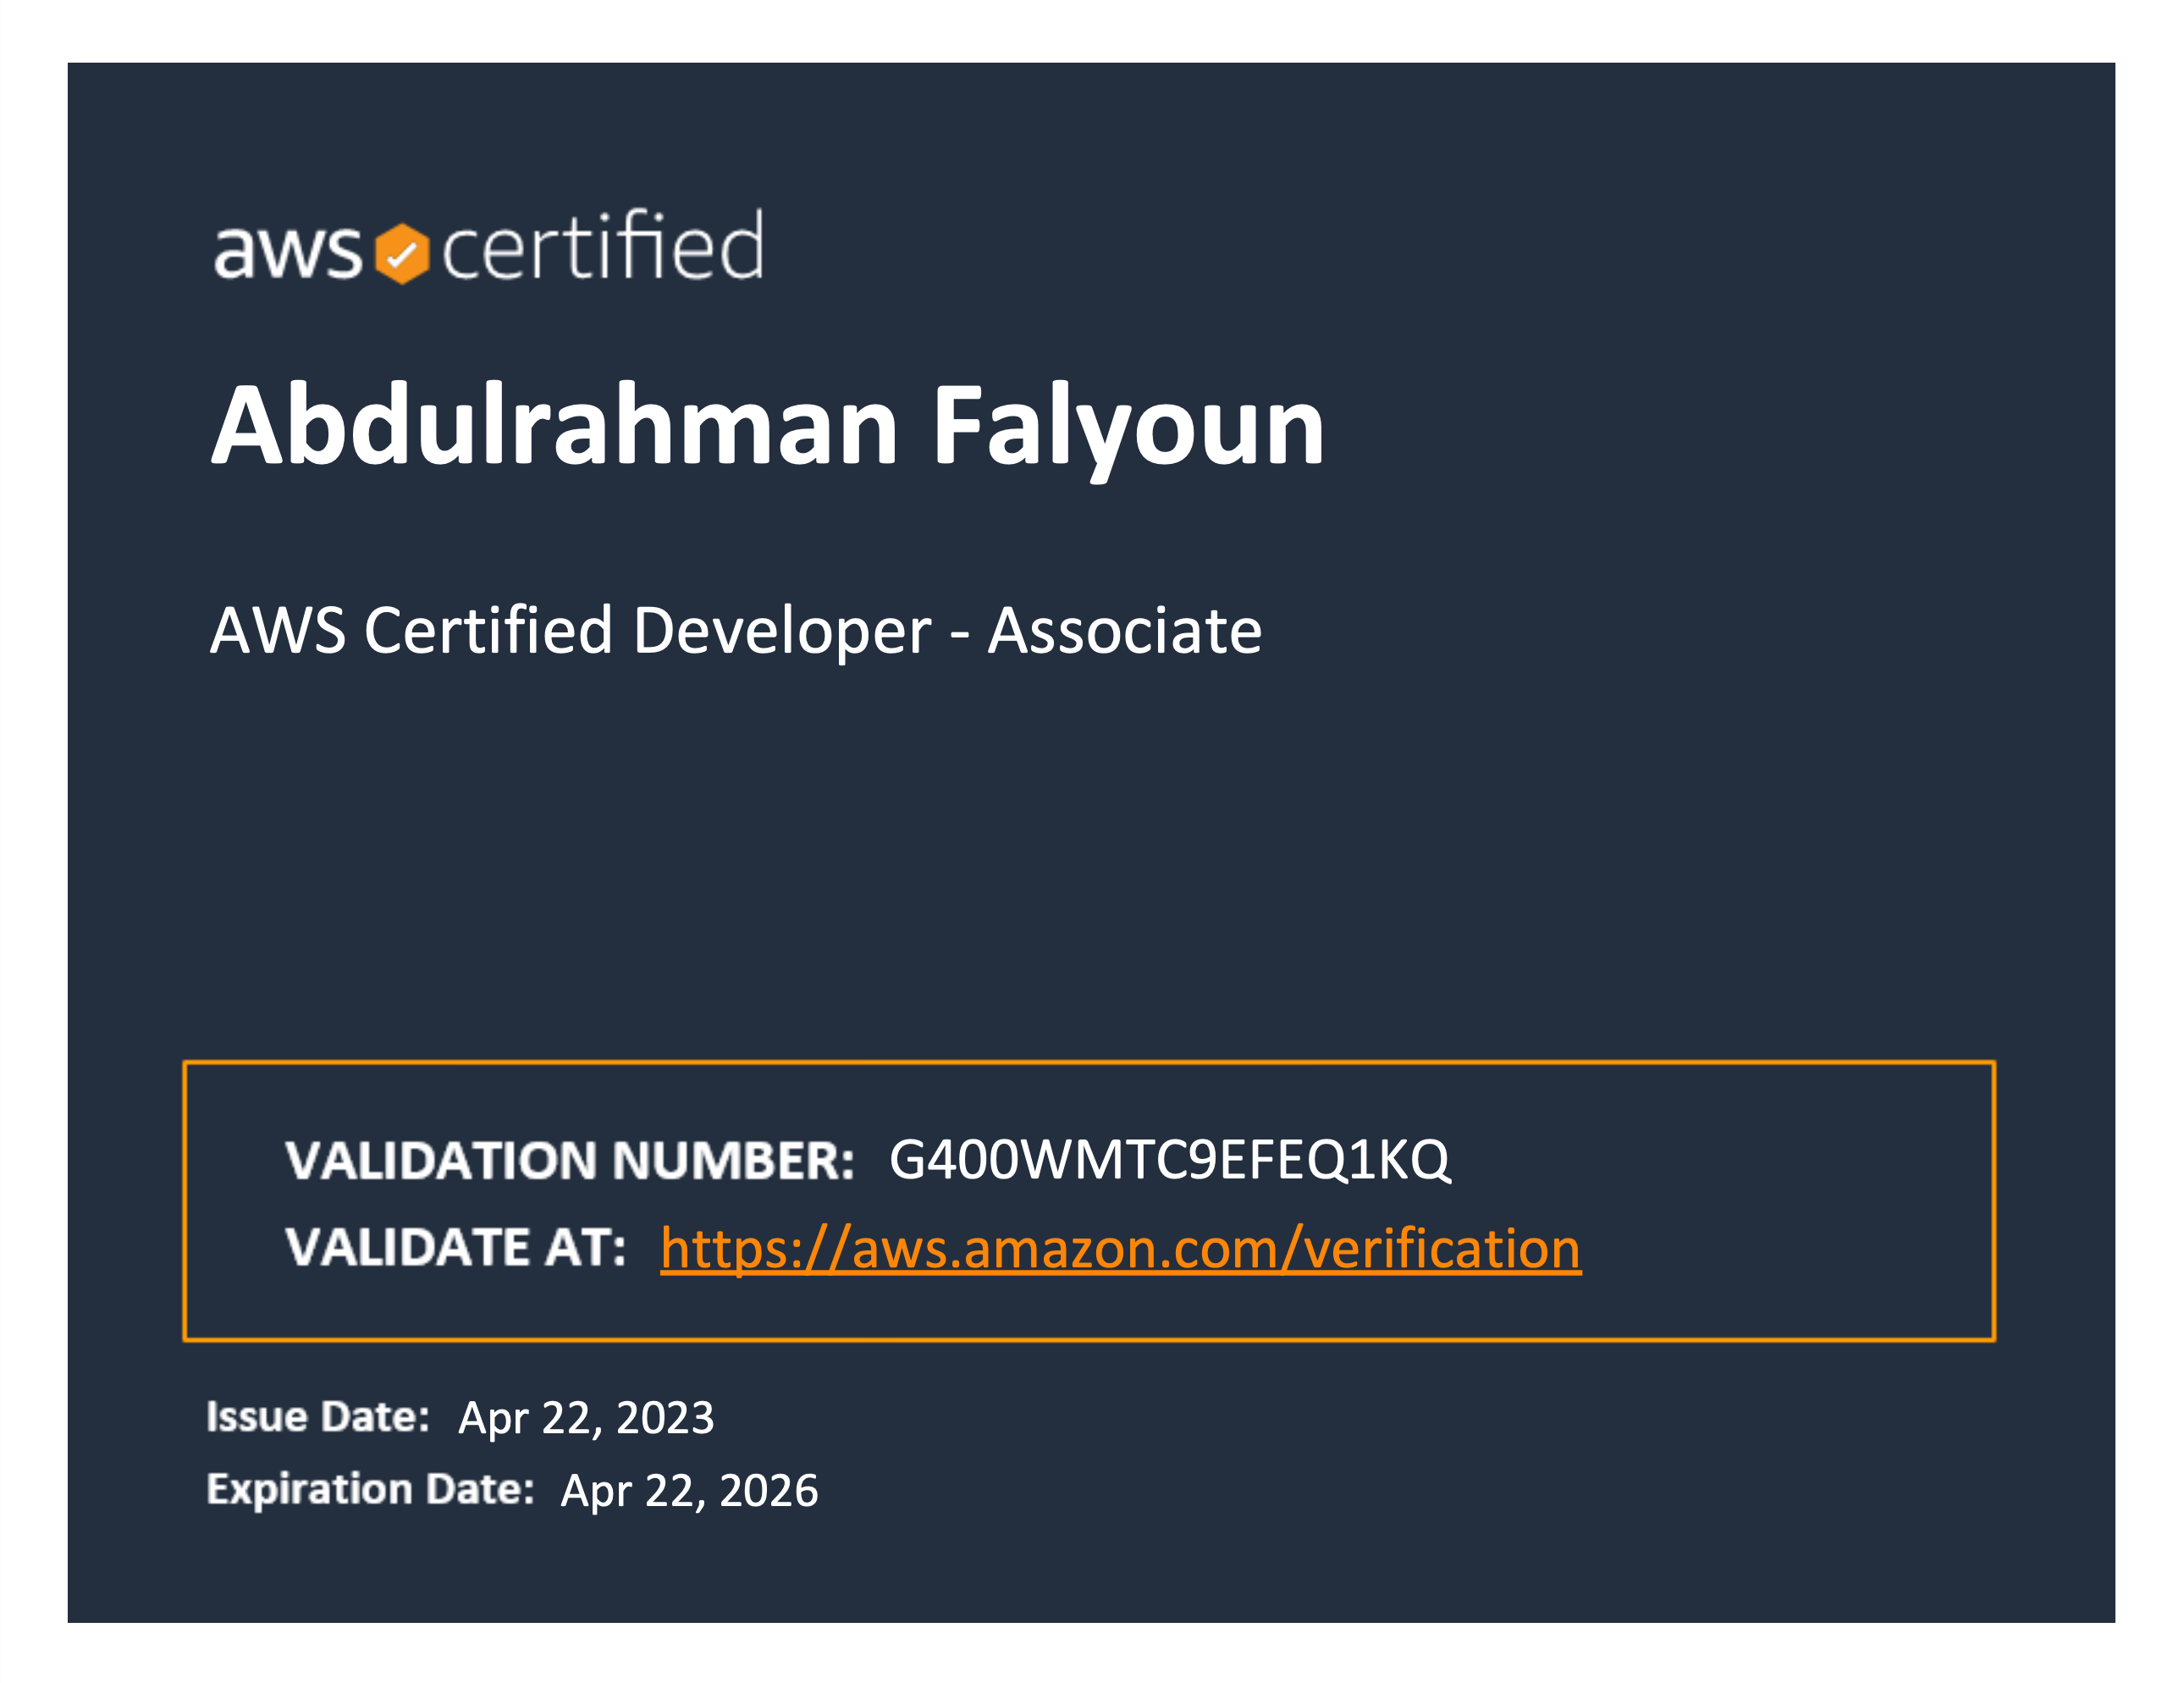 aws certified
Abdulrahman Falyoun
AWS Certified Developer - Associate
VALIDATION NUMBER: G400WMTC9EFEQ1KQ
VALIDATE AT: https://aws.amazon.com/verification
Issue Date: Apr 22, 2023
Expiration Date: Apr 22, 2026